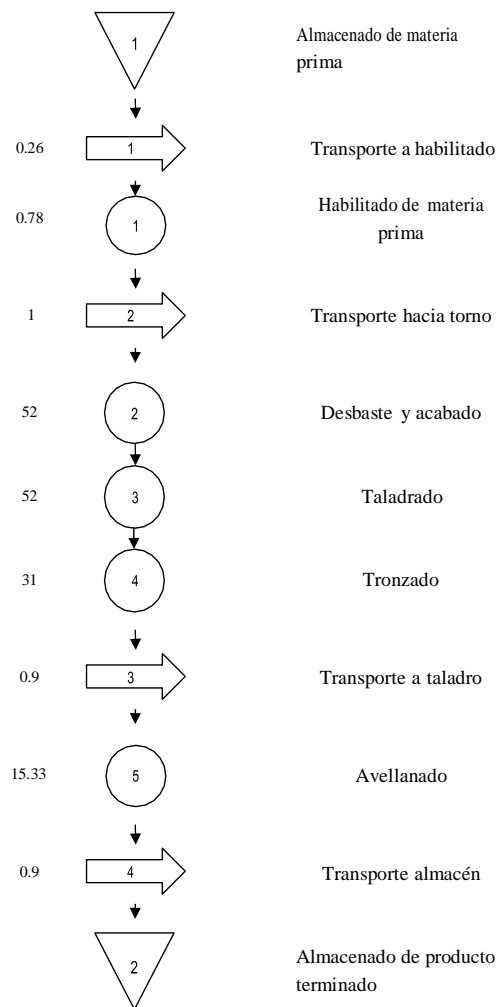 1
Almacenado de materia
prima
0.26
1
Transporte a habilitado
0.78
1
Habilitado de materia
prima
1
2
Transporte hacia torno
52
2
Desbaste y acabado
52
3
Taladrado
31
4
Tronzado
0.9
3
Transporte a taladro
15.33
5
Avellanado
0.9
4
Transporte almacén
2
Almacenado de producto
terminado